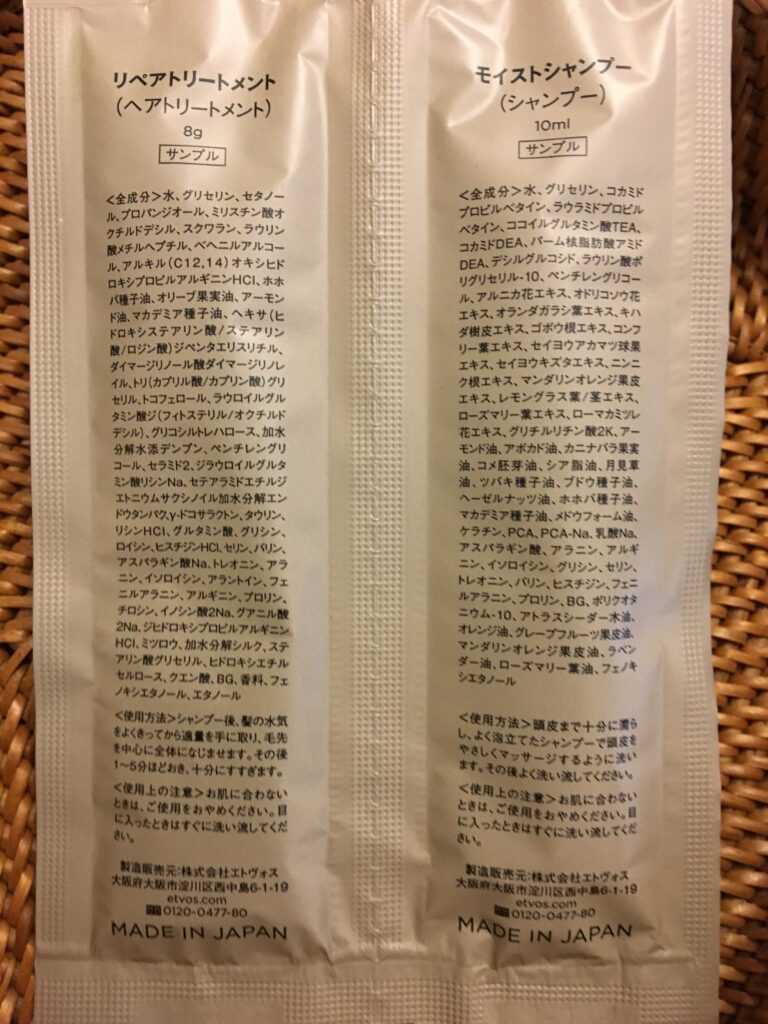 リペアトリートメント
(ヘアトリートメント)
8g
サンプル
<全成分>水、グリセリン、セタノー
ル、プロパンジオール、ミリスチン酸オ
クチルドデシル、スクワラン、ラウリン
酸メチルヘプチル、ベヘニルアルコー
ル、アルキル(C12,14)オキシヒド
ロキシプロピルアルギニンHCl、ホホ
バ種子油、オリーブ果実油、アーモン
ド油、マカデミア種子油、ヘキサ(ヒ
ドロキシステアリン酸/ステアリン
酸/ロジン酸)ジペンタエリスリチル、
ダイマージリノール酸ダイマージリノレ
イル、トリ(カプリル酸/カプリン酸)グリ
セリル、トコフェロール、ラウロイルグル
タミン酸ジ(フィトステリル/オクチルド
デシル)、グリコシルトレハロース、加水
分解水添デンプン、ペンチレングリ
コール、セラミド2、ジラウロイルグルタ
ミン酸リシンNa、セテアラミドエチルジ
エトニウムサクシノイル加水分解エン
ドウタンパク、γ-ドコサラクトン、タウリン、
リシンHCl、グルタミン酸、グリシン、
ロイシン、ヒスチジンHCl、セリン、バリン、
アスパラギン酸Na、トレオニン、アラ
ニン、イソロイシン、アラントイン、フェ
ニルアラニン、アルギニン、プロリン、
チロシン、イノシン酸2Na、グアニル酸
2Na、ジヒドロキシプロピルアルギニン
HCl、ミツロウ、加水分解シルク、ステ
アリン酸グリセリル、ヒドロキシエチル
セルロース、クエン酸、BG、香料、フェ
ノキシエタノール、エタノール
<使用方法>シャンプー後、髪の水気
をよくきってから適量を手に取り、毛先
を中心に全体になじませます。その後
1〜5分ほどおき、十分にすすぎます。
<使用上の注意>お肌に合わない
ときは、ご使用をおやめください。目
に入ったときはすぐに洗い流してくだ
さい。
製造販売元:株式会社エトヴォス
大阪府大阪市淀川区西中島6-1-19
etvos.com
0120-0477-80
MADE IN JAPAN
モイストシャンプー
(シャンプー)
10ml
サンプル
<全成分>水、グリセリン、コカミド
プロピルベタイン、ラウラミドプロピル
ベタイン、ココイルグルタミン酸TEA、
コカミドDEA、パーム核脂肪酸アミド
DEA、デシルグルコシド、ラウリン酸ポ
リグリセリル-10、ペンチレングリコー
ル、アルニカ花エキス、オドリコソウ花
エキス、オランダガラシ葉エキス、キハ
ダ樹皮エキス、ゴボウ根エキス、コンフ
リー葉エキス、セイヨウアカマツ球果
エキス、セイヨウキズタエキス、ニンニ
ク根エキス、マンダリンオレンジ果皮
エキス、レモングラス葉/茎エキス、
ローズマリー葉エキス、ローマカミツレ
花エキス、グリチルリチン酸2K、アー
モンド油、アボカド油、カニナバラ果実
油、コメ胚芽油、シア脂油、月見草
油、ツバキ種子油、ブドウ種子油、
ヘーゼルナッツ油、ホホバ種子油、
マカデミア種子油、メドウフォーム油、
ケラチン、PCA、PCA-Na、乳酸Na、
アスパラギン酸、アラニン、アルギ
ニン、イソロイシン、グリシン、セリン、
トレオニン、バリン、ヒスチジン、フェニ
ルアラニン、プロリン、BG、ポリクオタ
ニウム-10、アトラスシーダー木油、
オレンジ油、グレープフルーツ果皮油、
マンダリンオレンジ果皮油、ラベン
ダー油、ローズマリー葉油、フェノキ
シエタノール
<使用方法>頭皮まで十分に濡ら
し、よく泡立てたシャンプーで頭皮を
やさしくマッサージするように洗い
ます。その後よく洗い流してください。
<使用上の注意>お肌に合わない
ときは、ご使用をおやめください。目
に入ったときはすぐに洗い流してくだ
さい。
製造販売元:株式会社エトヴォス
大阪府大阪市淀川区西中島6-1-19
etvos.com
0120-0477-80
MADE IN JAPAN